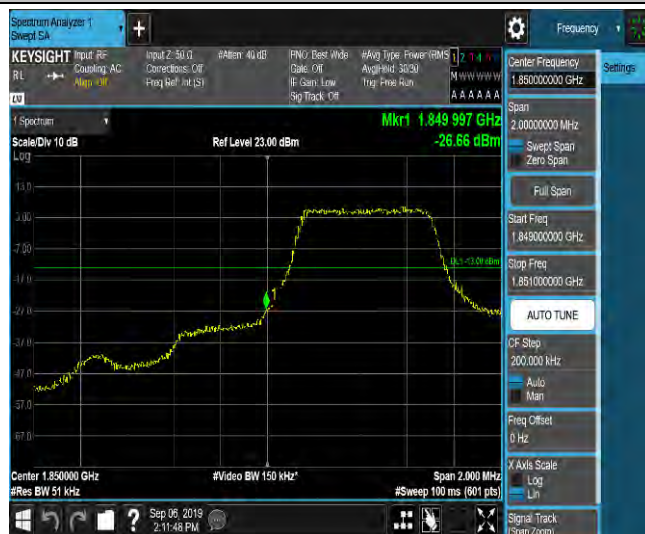 Spectrum Analyzer 1
Swept SA
+
Frequency
KEYSIGHT
RL
Input: RF
Coupling: AC
Align: Off
Input Z: 50 Ω
Corrections: Off
Freq Ref: Int (S)
#Atten: 40 dB
PNO: Best Wide
Gate: Off
IF Gain: Low
Sig Track: Off
#Avg Type: Power (RMS
Avg|Hold: 30/30
Trig: Free Run
M W W W W W
A A A A A A
LXI
1 Spectrum
Scale/Div 10 dB
Log
Ref Level 23.00 dBm
Mkr1 1.849 997 GHz
-26.66 dBm
13.0
3.00
-7.00
-27.0
-37.0
-47.0
-57.0
-67.0
DL1 -13.00 dBm
1
Center 1.850000 GHz
#Res BW 51 kHz
#Video BW 150 kHz*
Span 2.000 MHz
#Sweep 100 ms (601 pts)
Sep 06, 2019
2:11:48 PM
?
Center Frequency
1.850000000 GHz
Settings
Span
2.00000000 MHz
Swept Span
Zero Span
Full Span
Start Freq
1.849000000 GHz
Stop Freq
1.851000000 GHz
AUTO TUNE
CF Step
200.000 kHz
Auto
Man
Freq Offset
0 Hz
X Axis Scale
Log
Lin
Signal Track
(Span Zoom)